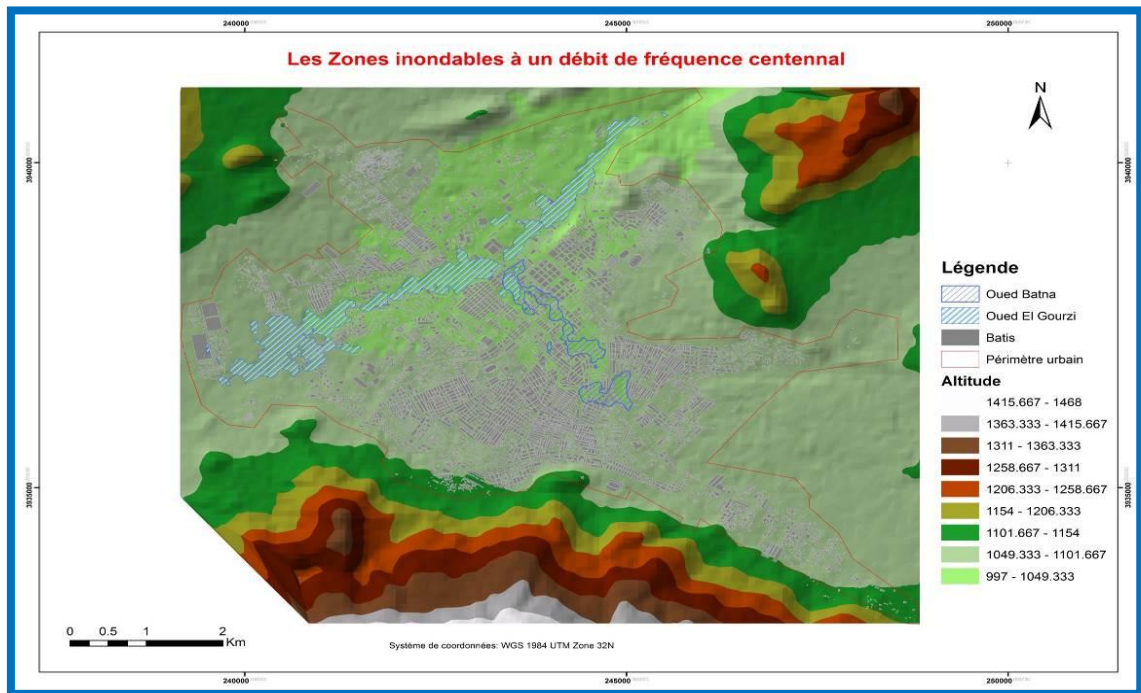 240000
245000
250000
Les Zones inondables à un débit de fréquence centennal
N
3940000
3940000
Légende
Oued Batna
Oued El Gourzi
Batis
Périmètre urbain
Altitude
1415.667 - 1468
1363.333 - 1415.667
1311 - 1363.333
1258.667 - 1311
1206.333 - 1258.667
1154 - 1206.333
1101.667 - 1154
1049.333 - 1101.667
997 - 1049.333
3935000
3935000
0 0.5 1 2
Km
Système de coordonnées: WGS 1984 UTM Zone 32N
240000
245000
250000